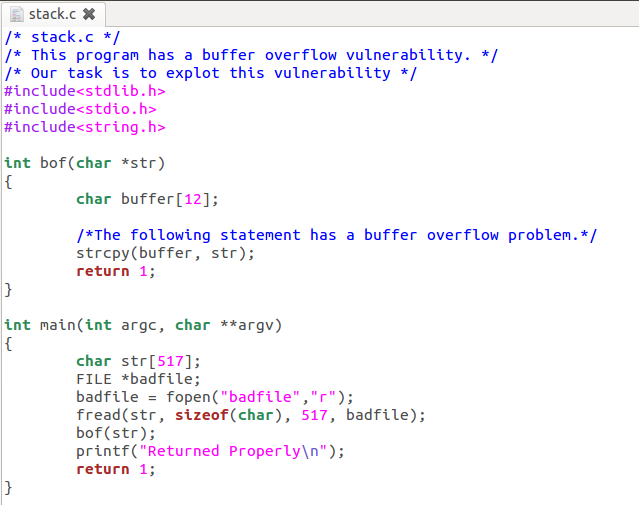 stack.c
/* stack.c */
/* This program has a buffer overflow vulnerability. */
/* Our task is to explot this vulnerability */
#include<stdlib.h>
#include<stdio.h>
#include<string.h>
int bof(char *str)
{
char buffer[12];
/*The following statement has a buffer overflow problem.*/
strcpy(buffer, str);
return 1;
}
int main(int argc, char **argv)
{
char str[517];
FILE *badfile;
badfile = fopen("badfile","r");
fread(str, sizeof(char), 517, badfile);
bof(str);
printf("Returned Properly\n");
return 1;
}